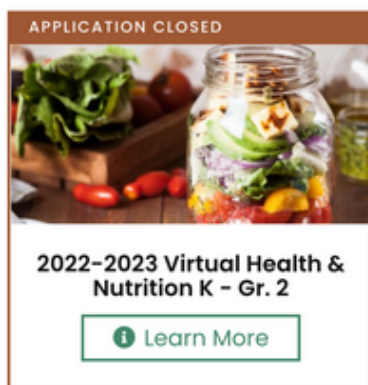 APPLICATION CLOSED
2022-2023 Virtual Health &
Nutrition K - Gr. 2
Learn More